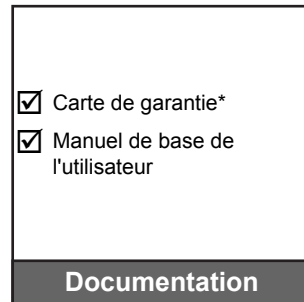 Carte de garantie*
Manuel de base de
l'utilisateur
Documentation